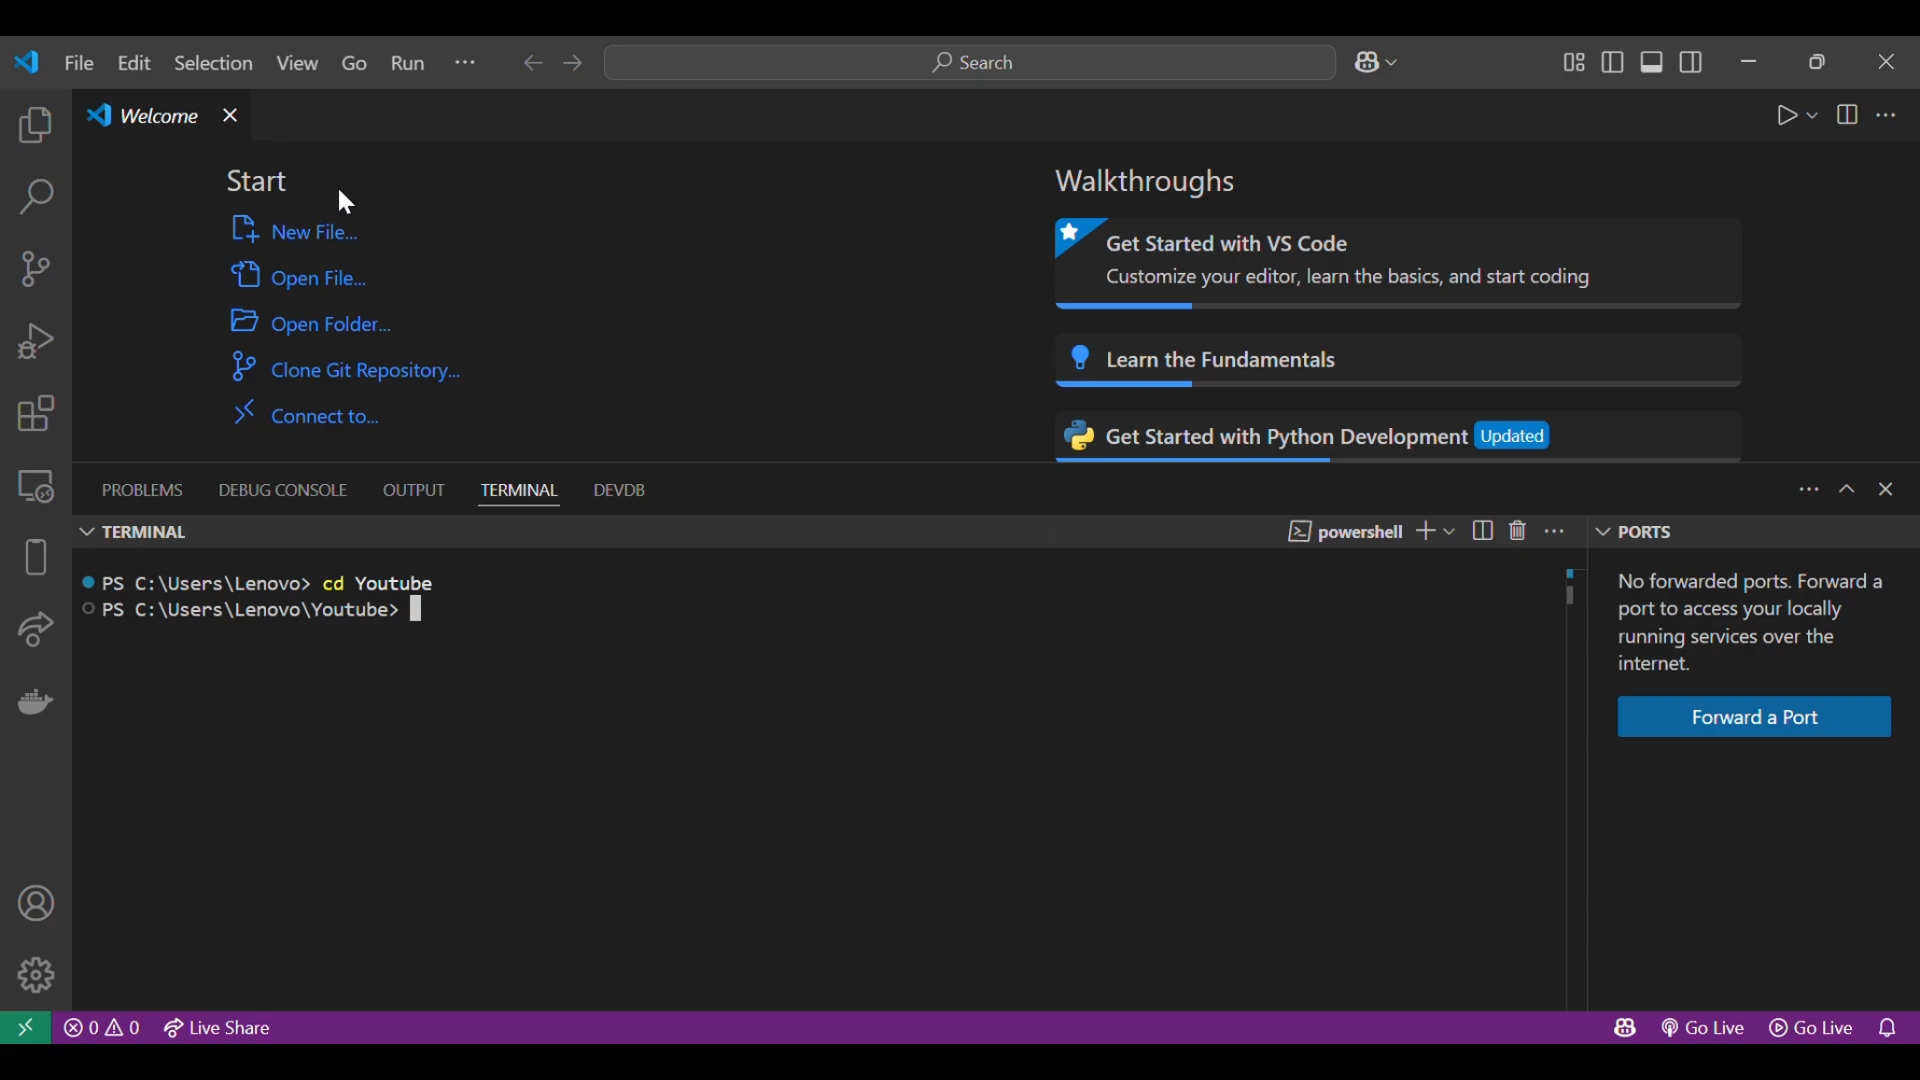 File Edit Selection View Go Run ··· Search
Welcome
Start
New File...
Open File...
Open Folder...
Clone Git Repository...
Connect to...
Walkthroughs
Get Started with VS Code
Customize your editor, learn the basics, and start coding
Learn the Fundamentals
Get Started with Python Development Updated
PROBLEMS DEBUG CONSOLE OUTPUT TERMINAL DEVDB
TERMINAL powershell
PS C:\Users\Lenovo> cd Youtube
PS C:\Users\Lenovo\Youtube>
PORTS
No forwarded ports. Forward a
port to access your locally
running services over the
internet.
Forward a Port
0 0 Live Share Go Live Go Live